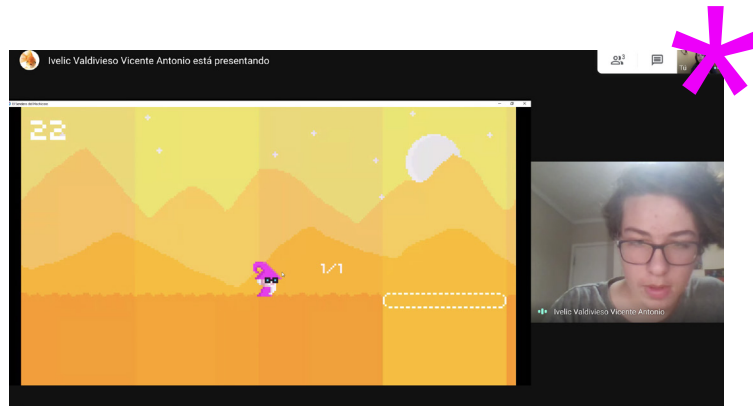 Ivelic Valdivieso Vicente Antonio está presentando
3
Tú
22
1/1
Ivelic Valdivieso Vicente Antonio